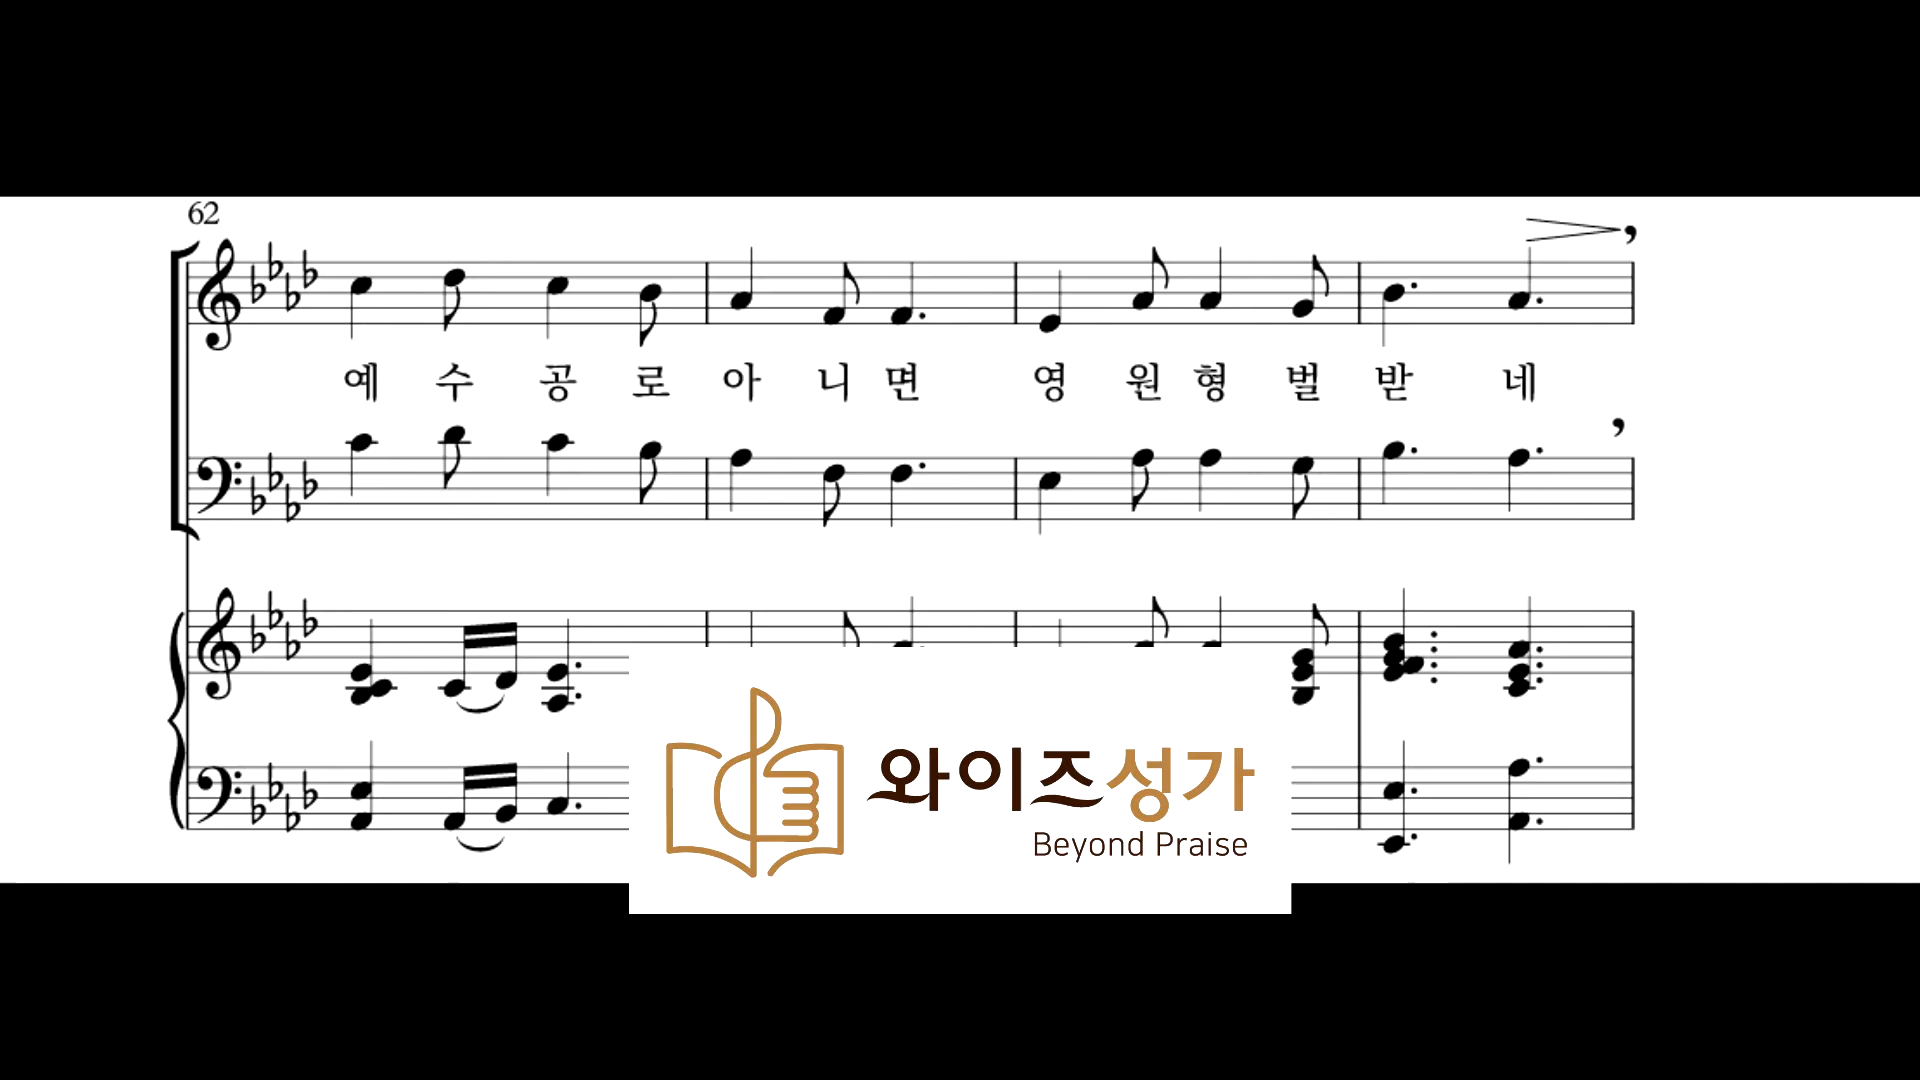 62
예 수 공 로 아 니 면 영 원 형 벌 받 네
와이즈성가
Beyond Praise